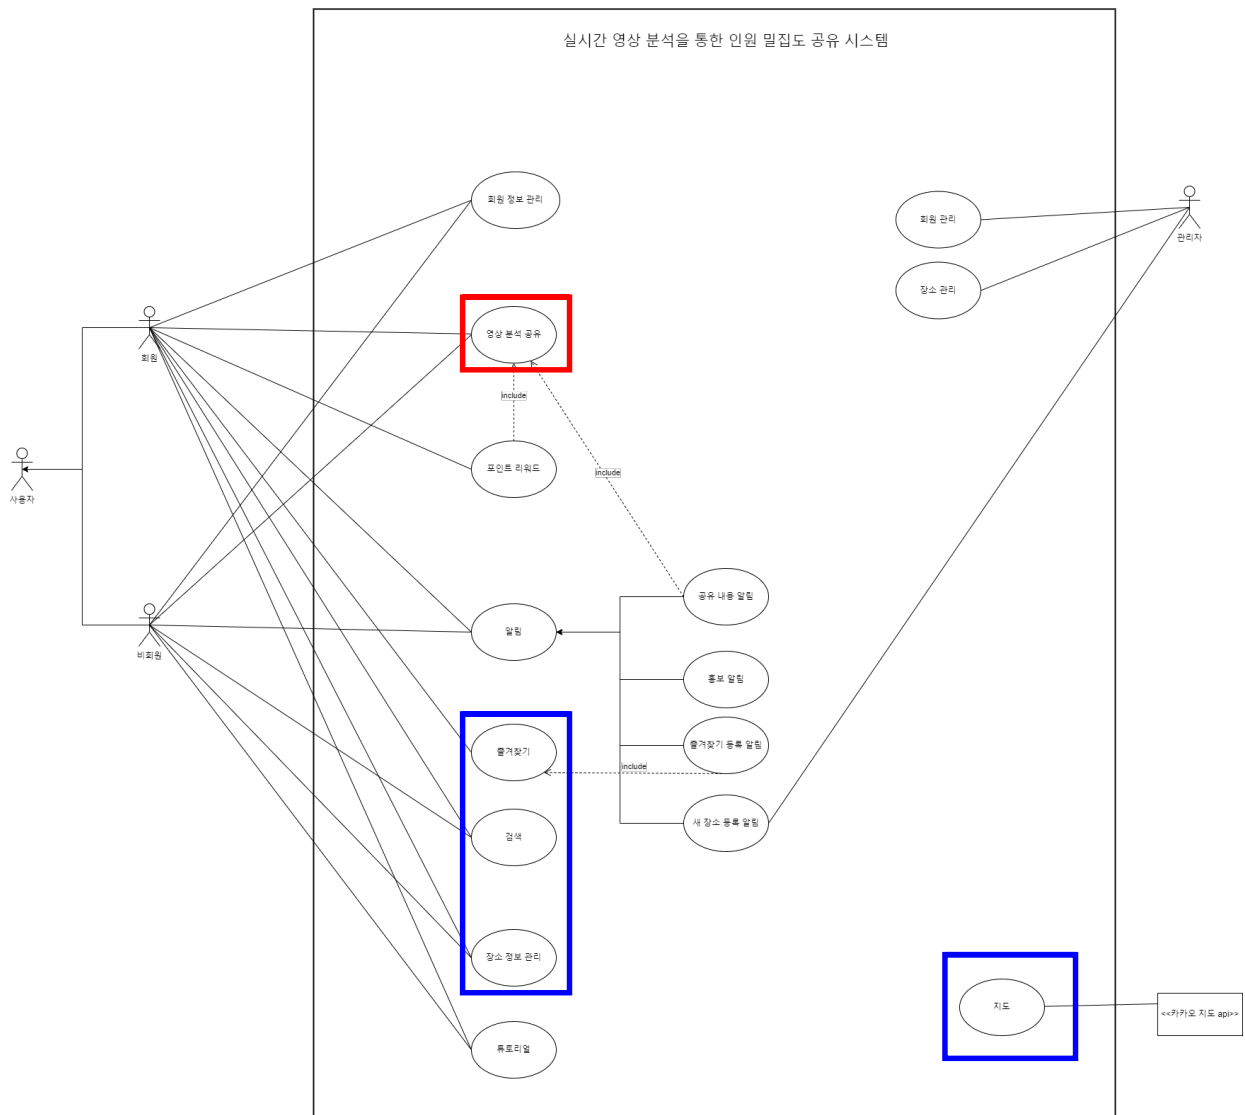 실시간 영상 분석을 통한 인원 밀집도 공유 시스템
회원 정보 관리
회원 관리
관리자
장소 관리
영상 분석 공유
회원
include
포인트 리워드
include
사용자
공유 내용 알림
알림
비회원
홍보 알림
즐겨찾기
즐겨찾기 등록 알림
include
검색
새 장소 등록 알림
장소 정보 관리
지도
<<카카오 지도 api>>
튜토리얼